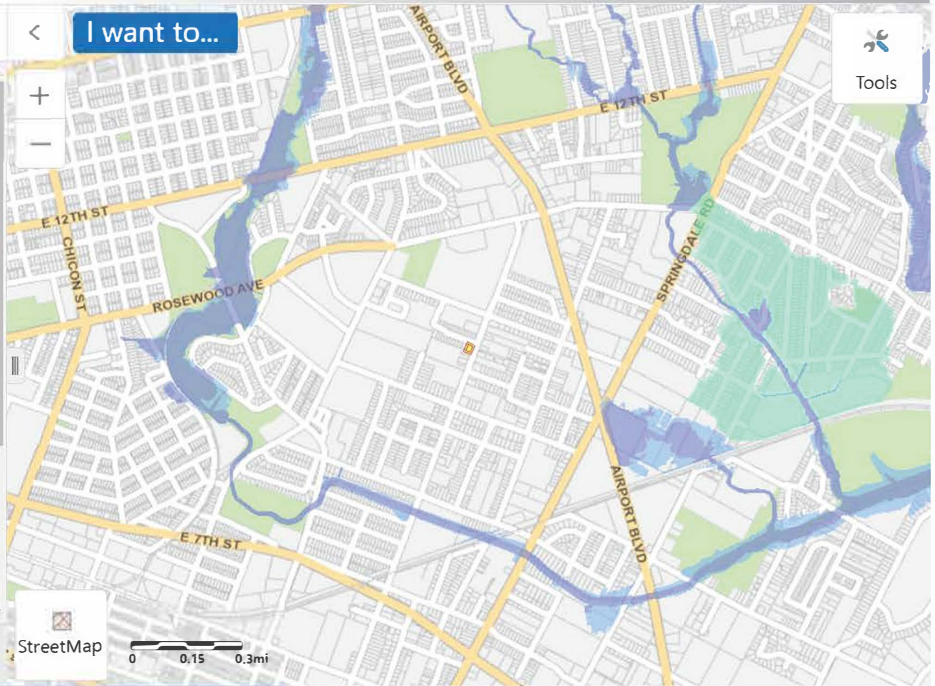 I want to...
AIRPORT BLVD
Tools
E 12TH ST
E 12TH ST
CHICON ST
SPRINGDALE RD
ROSEWOOD AVE
D
AIRPORT BLVD
E 7TH ST
StreetMap
0 0.15 0.3mi